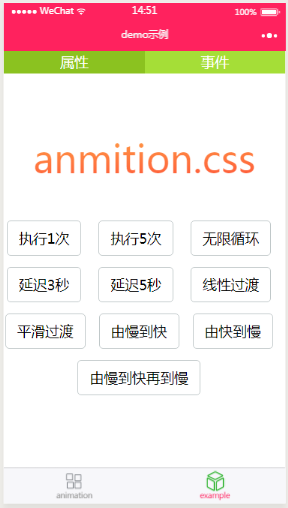 WeChat 14:51 100%
demo示例
属性 事件
anmition.css
执行1次 执行5次 无限循环
延迟3秒 延迟5秒 线性过渡
平滑过渡 由慢到快 由快到慢
由慢到快再到慢
animation example